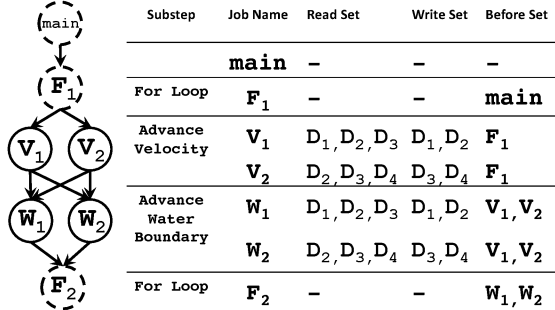 main
F1
V1 V2
W1 W2
F2
Substep Job Name Read Set Write Set Before Set
main – – –
For Loop F1 – – main
Advance Velocity V1 D1,D2,D3 D1,D2 F1
V2 D2,D3,D4 D3,D4 F1
Advance Water Boundary W1 D1,D2,D3 D1,D2 V1,V2
W2 D2,D3,D4 D3,D4 V1,V2
For Loop F2 – – W1,W2